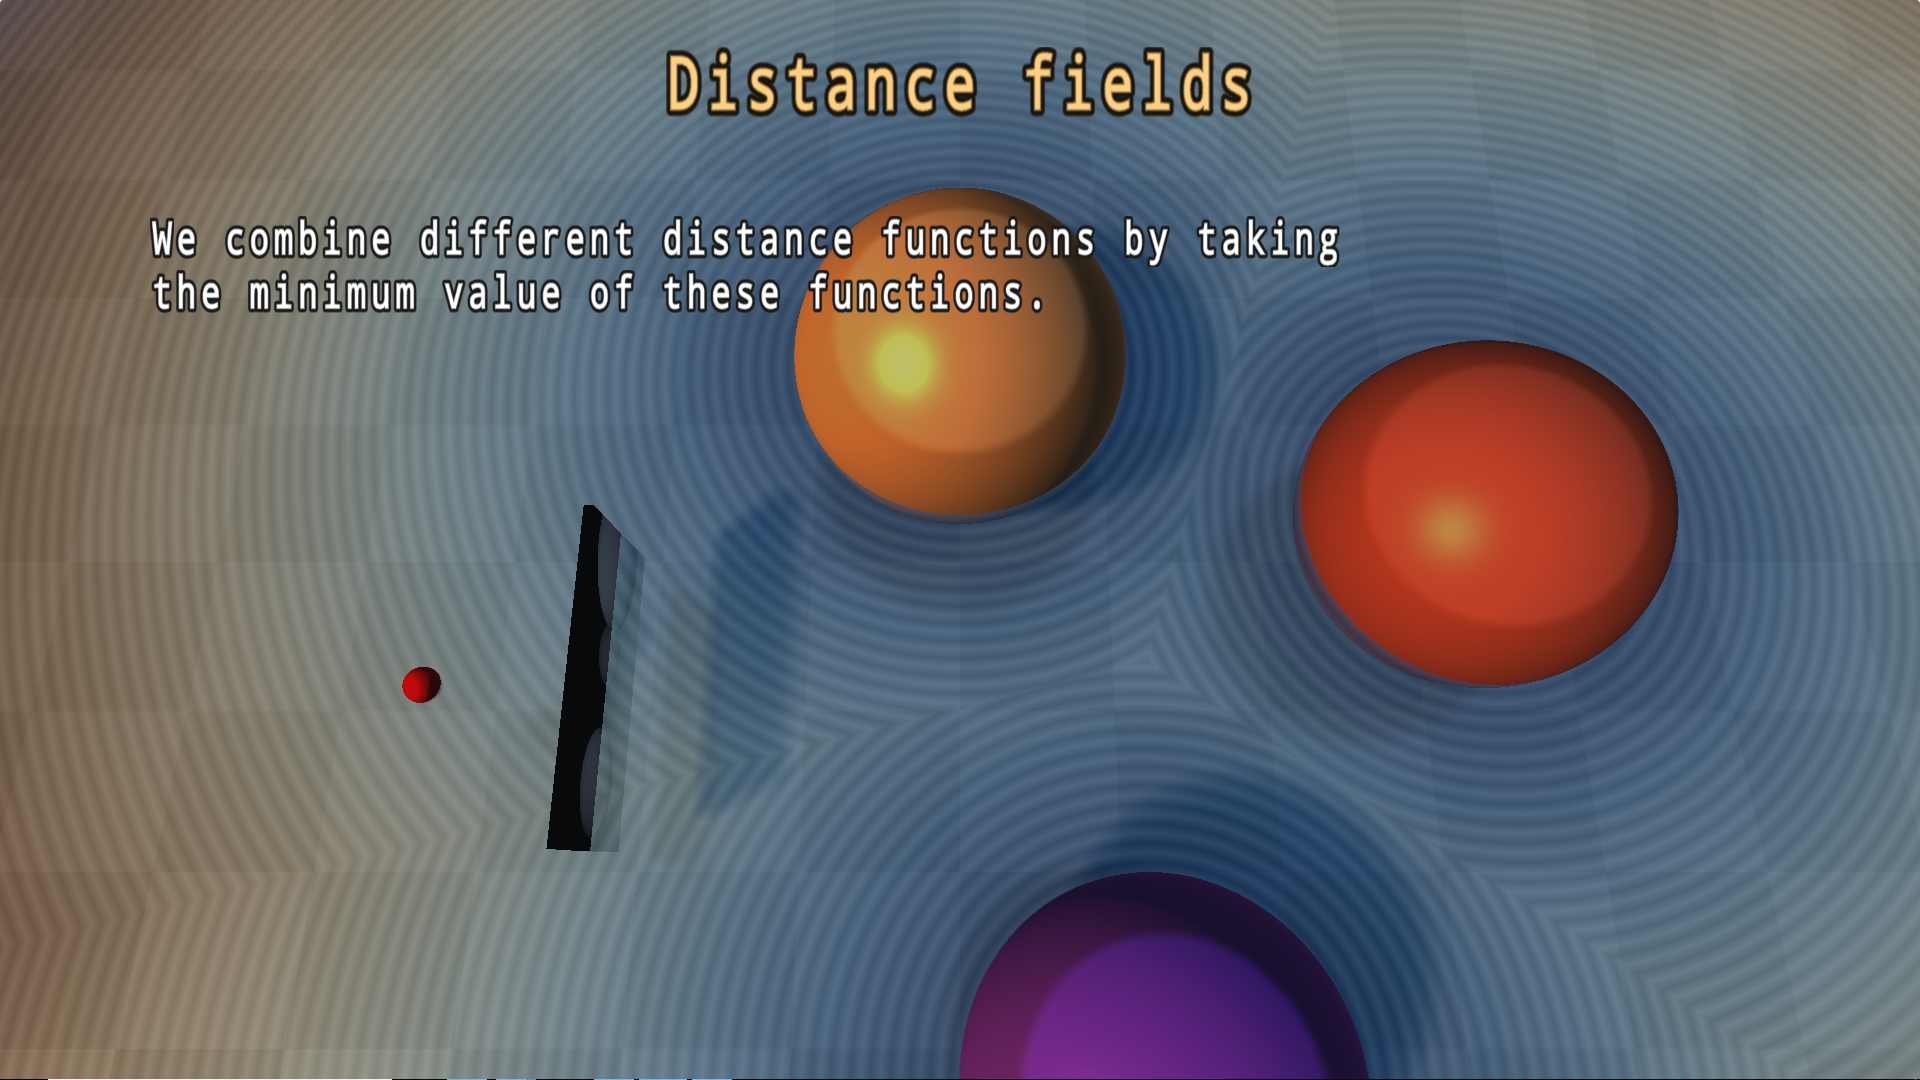 Distance fields
We combine different distance functions by taking
the minimum value of these functions.